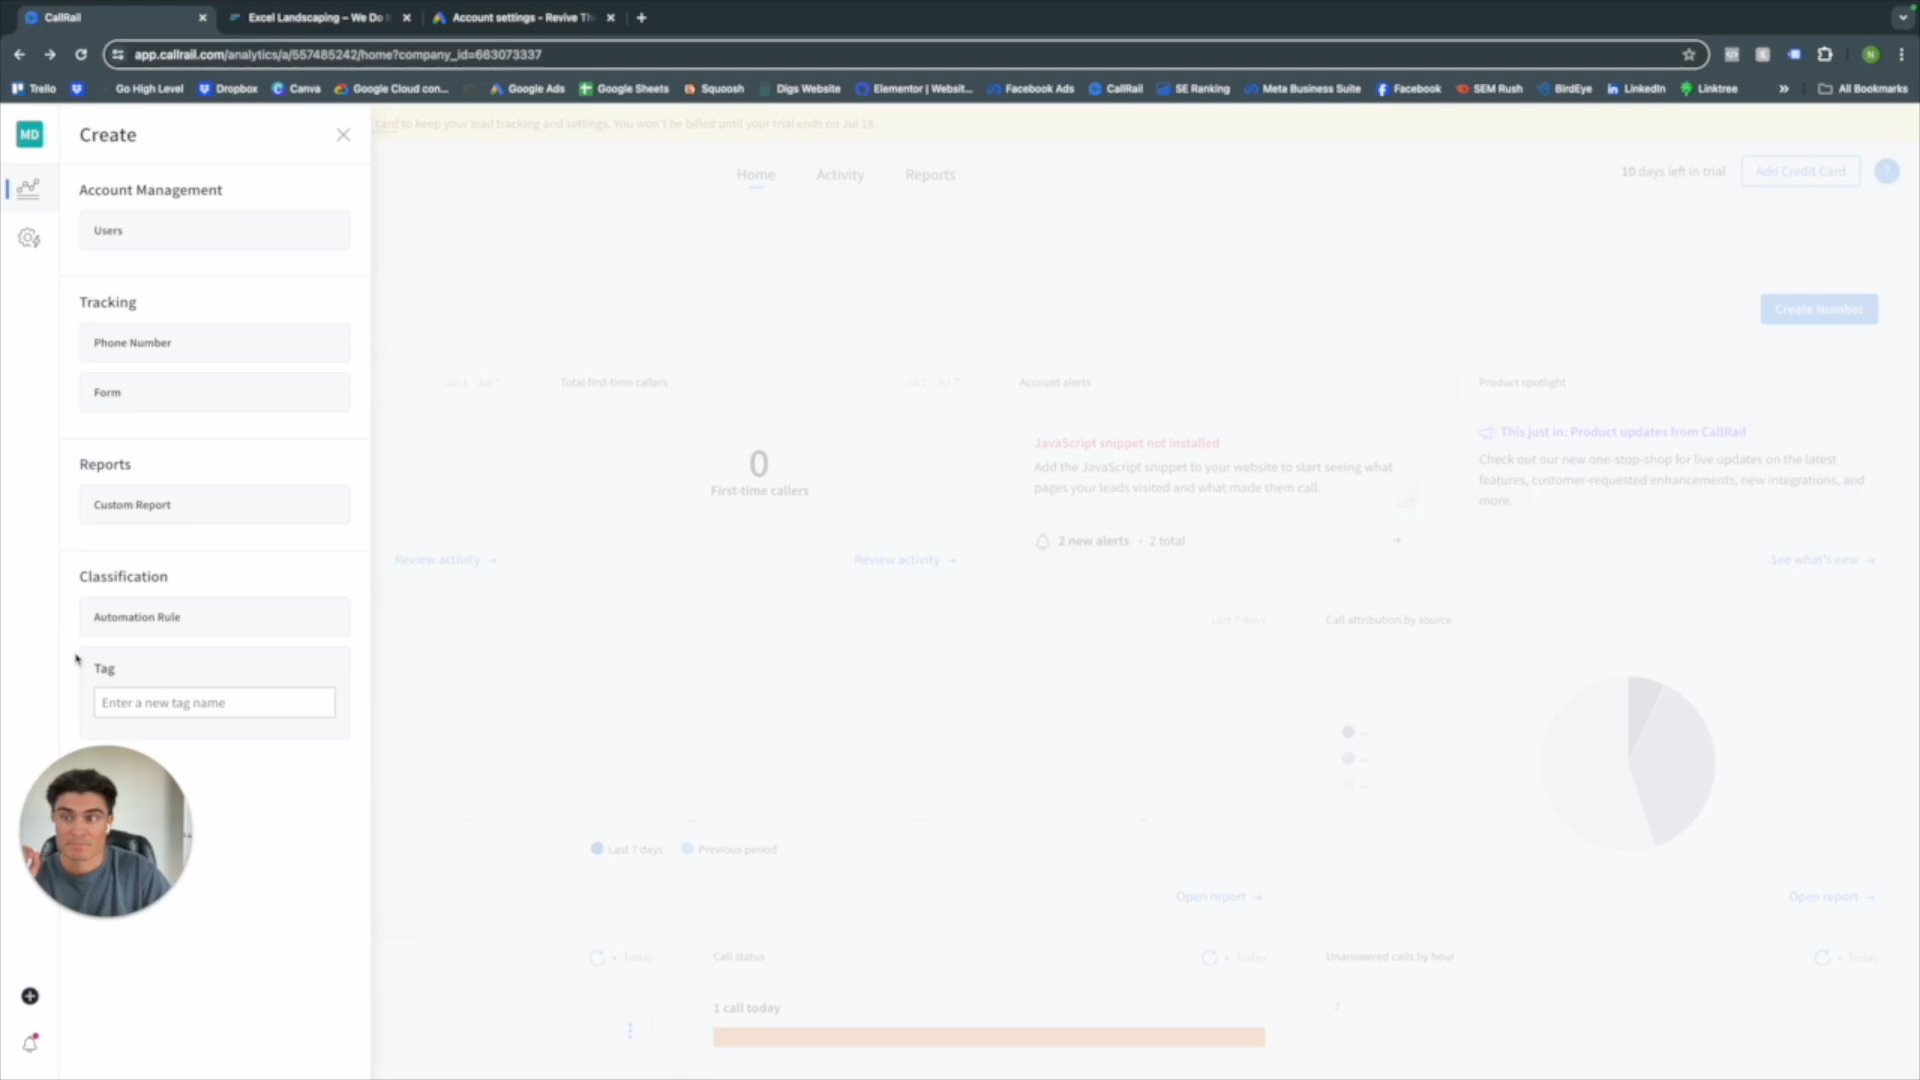 CallRail
Excel Landscaping – We Do
Account settings - Revive Th
app.callrail.com/analytics/a/557485242/home?company_id=663073337
Trello
Go High Level
Dropbox
Canva
Google Cloud con...
Google Ads
Google Sheets
Squoosh
Digs Website
Elementor | Websit...
Facebook Ads
CallRail
SE Ranking
Meta Business Suite
Facebook
SEM Rush
BirdEye
LinkedIn
Linktree
»
All Bookmarks
MD
Create
card to keep your lead tracking and settings. You won't be billed until your trial ends on Jul 18
Home
Activity
Reports
10 days left in trial
Add Credit Card
?
Account Management
Users
Tracking
Phone Number
Form
Create Number
Jul 1 - Jul 7
Total first-time callers
Jul 1 - Jul 7
0
First-time callers
Review activity →
Review activity →
Account alerts
JavaScript snippet not installed
Add the JavaScript snippet to your website to start seeing what
pages your leads visited and what made them call.
2 new alerts • 2 total
Product spotlight
This just in: Product updates from CallRail
Check out our new one-stop-shop for live updates on the latest
features, customer-requested enhancements, new integrations, and
more.
See what's new →
Reports
Custom Report
Classification
Automation Rule
Tag
Enter a new tag name
Last 7 days
Call attribution by source
Last 7 days
Previous period
Open report →
Open report →
• Today
Call status
• Today
1 call today
Unanswered calls by hour
• Today
2
N